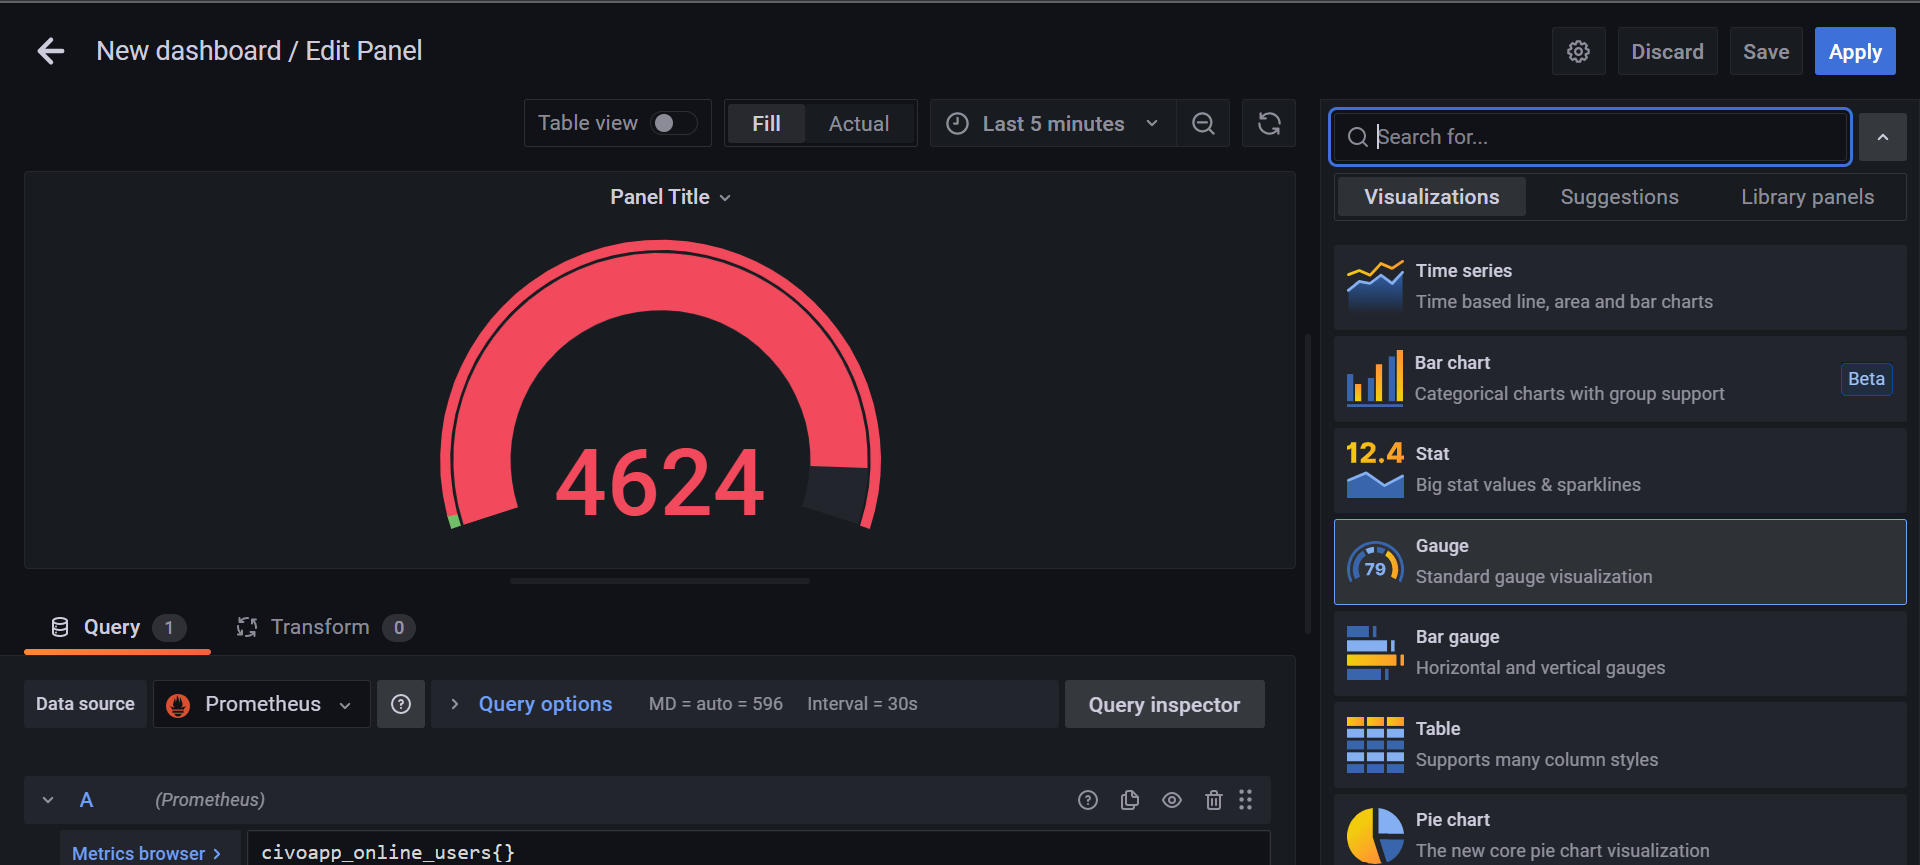 New dashboard / Edit Panel
Discard
Save
Apply
Table view
Fill
Actual
Last 5 minutes
Search for...
Visualizations
Suggestions
Library panels
Panel Title
4624
Time series
Time based line, area and bar charts
Bar chart
Categorical charts with group support
Beta
12.4
Stat
Big stat values & sparklines
79
Gauge
Standard gauge visualization
Bar gauge
Horizontal and vertical gauges
Table
Supports many column styles
Pie chart
The new core pie chart visualization
Query 1
Transform 0
Data source
Prometheus
Query options
MD = auto = 596
Interval = 30s
Query inspector
A
(Prometheus)
Metrics browser >
civoapp_online_users{}